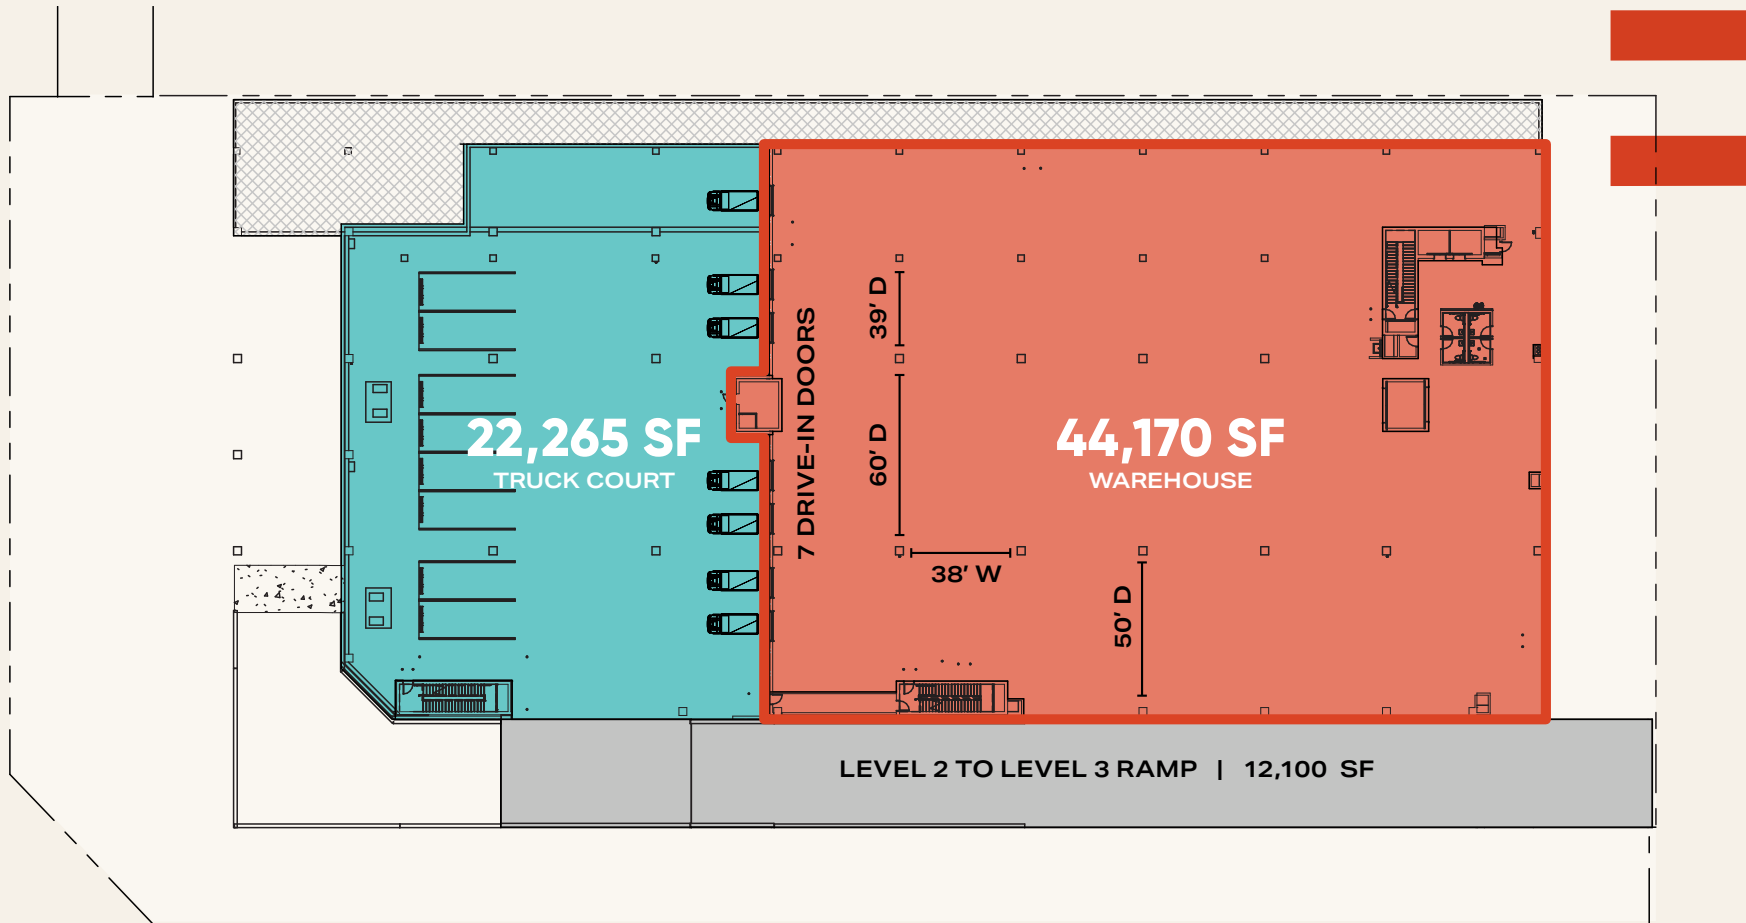 39' D
7 DRIVE-IN DOORS
22,265 SF
TRUCK COURT
60' D
44,170 SF
WAREHOUSE
38' W
50' D
LEVEL 2 TO LEVEL 3 RAMP | 12,100 SF